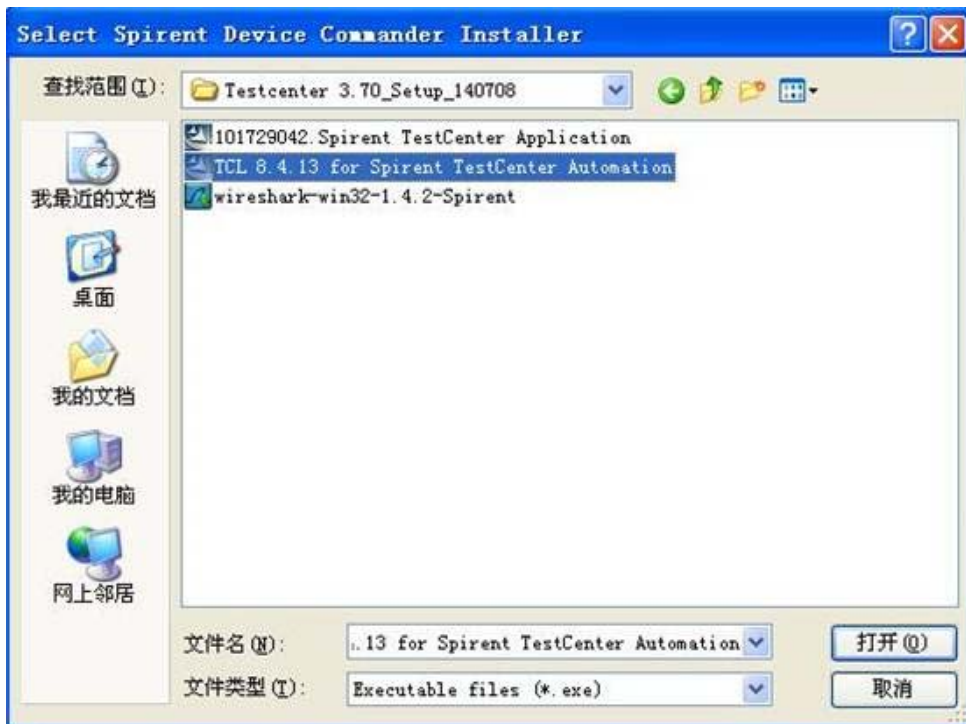 Select Spirent Device Commander Installer
查找范围(I):
Testcenter 3.70_Setup_140708
101729042.Spirent TestCenter Application
TCL 8.4.13 for Spirent TestCenter Automation
wireshark-win32-1.4.2-Spirent
我最近的文档
桌面
我的文档
我的电脑
网上邻居
文件名(N):
.13 for Spirent TestCenter Automation
打开(O)
文件类型(T):
Executable files (*.exe)
取消